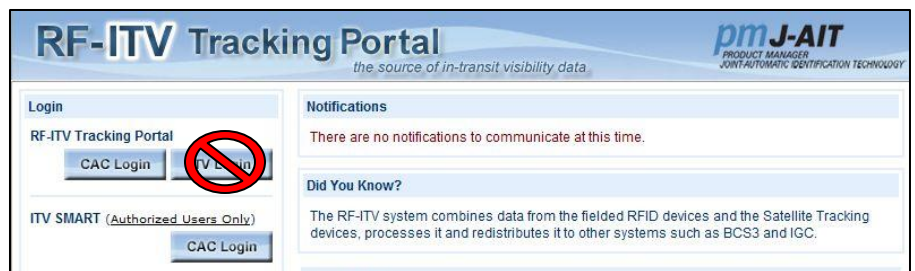 RF-ITV Tracking Portal
the source of in-transit visibility data
pm J-AIT
PRODUCT MANAGER
JOINT-AUTOMATIC IDENTIFICATION TECHNOLOGY
Login
RF-ITV Tracking Portal
CAC Login
ITV SMART (Authorized Users Only)
CAC Login
Notifications
There are no notifications to communicate at this time.
Did You Know?
The RF-ITV system combines data from the fielded RFID devices and the Satellite Tracking
devices, processes it and redistributes it to other systems such as BCS3 and IGC.